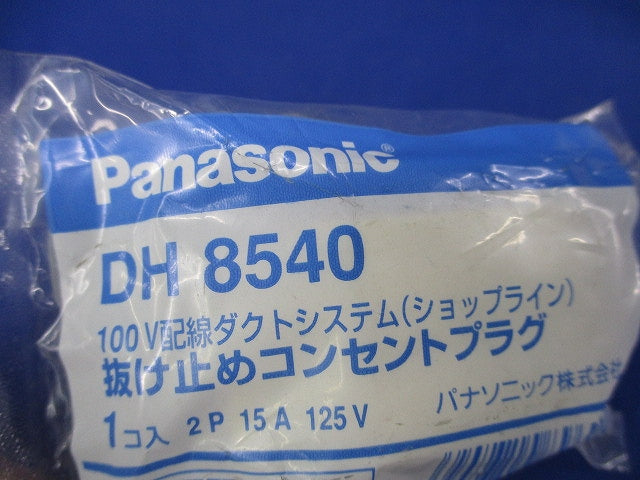 Panasonic®
DH 8540
100V配線ダクトシステム(ショップライン)
抜け止めコンセントプラグ
1コ入 2P 15A 125V
パナソニック株式会社